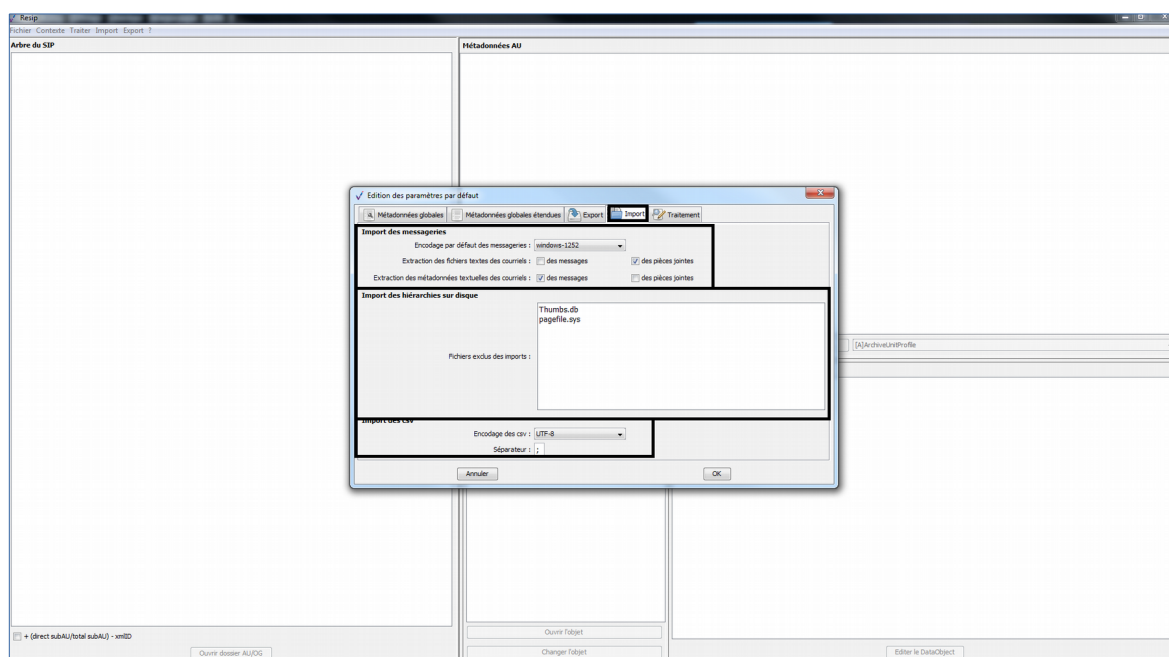 Resip
Fichier Contexte Traiter Import Export ?
Arbre du SIP
Métadonnées AU
Edition des paramètres par défaut
Métadonnées globales Métadonnées globales étendues Export Import Traitement
Import des messageries
Encodage par défaut des messageries : windows-1252
Extraction des fichiers textes des courriels : des messages des pièces jointes
Extraction des métadonnées textuelles des courriels : des messages des pièces jointes
Import des hiérarchies sur disque
Thumbs.db
pagefile.sys
Fichiers exclus des imports :
[A]ArchiveUnitProfile
Import des csv
Encodage des csv : UTF-8
Séparateur : ;
Annuler OK
+ (direct subAU/total subAU) - xmlID
Ouvrir dossier AU/OG
Ouvrir l'objet
Changer l'objet
Editer le DataObject